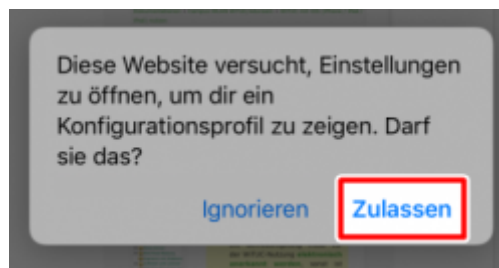 Diese Website versucht, Einstellungen
zu öffnen, um dir ein
Konfigurationsprofil zu zeigen. Darf
sie das?
Ignorieren
Zulassen